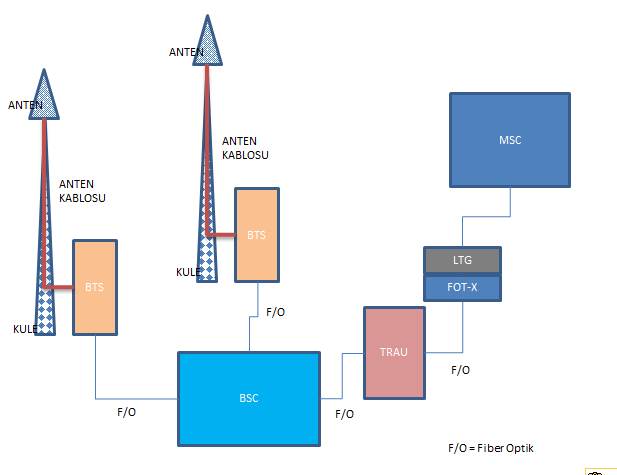 ANTEN
ANTEN
ANTEN
KABLOSU
MSC
ANTEN
KABLOSU
BTS
LTG
KULE
BTS
FOT-X
F/O
KULE
TRAU
F/O
BSC
F/O
F/O
F/O = Fiber Optik